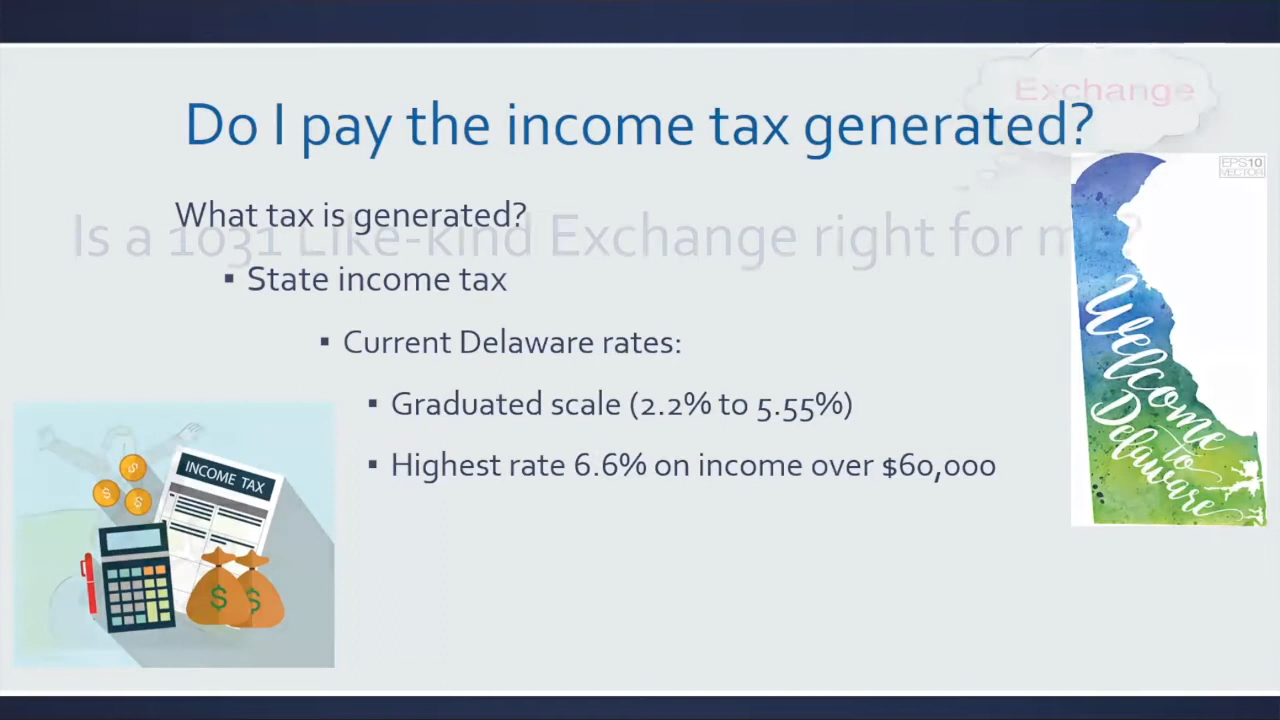 Exchange
Do I pay the income tax generated?
EPS10
VECTOR
What tax is generated?
Is a 1031 Like-kind Exchange right for me?
▪ State income tax
▪ Current Delaware rates:
▪ Graduated scale (2.2% to 5.55%)
▪ Highest rate 6.6% on income over $60,000
Welcome
to
Delaware
INCOME TAX
$
$
$
$
$